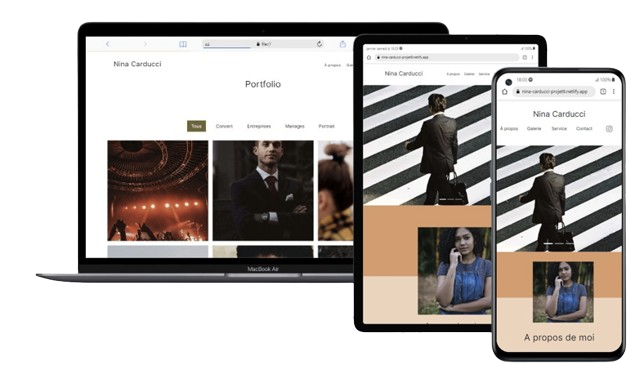 Nina Carducci
À propos
Portfolio
Tous
Concert
Entreprises
Mariages
Portrait
MacBook Air
nina-carducci-projet9.netlify.app
Nina Carducci
À propos
Galerie
Service
18:03
100%
nina-carducci-projet9.netlify.app
Nina Carducci
À propos
Galerie
Service
Contact
A propos de moi